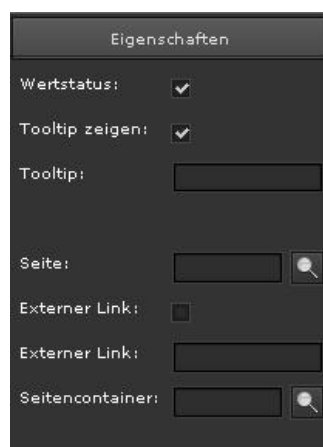 Eigenschaften
Wertstatus:
Tooltip zeigen:
Tooltip:
Seite:
Externer Link:
Externer Link:
Seitencontainer: